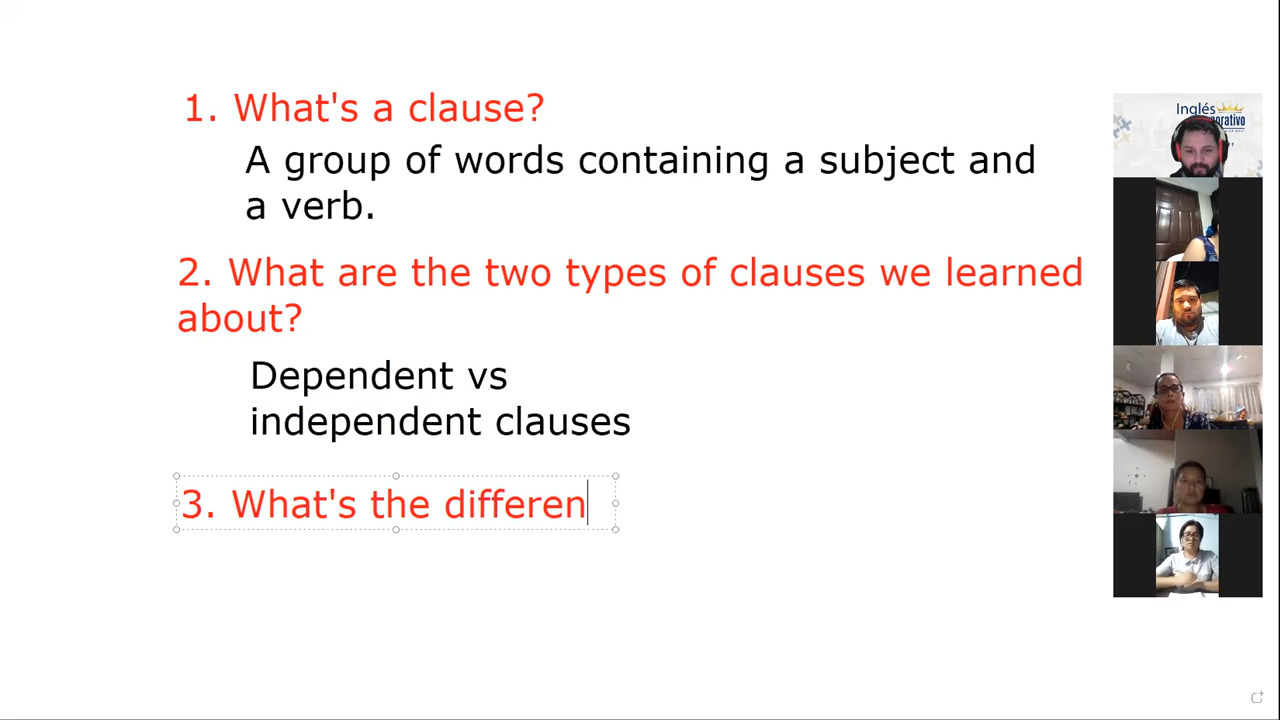 1. What's a clause?
A group of words containing a subject and
a verb.
2. What are the two types of clauses we learned
about?
Dependent vs
independent clauses
3. What's the differen
Inglés